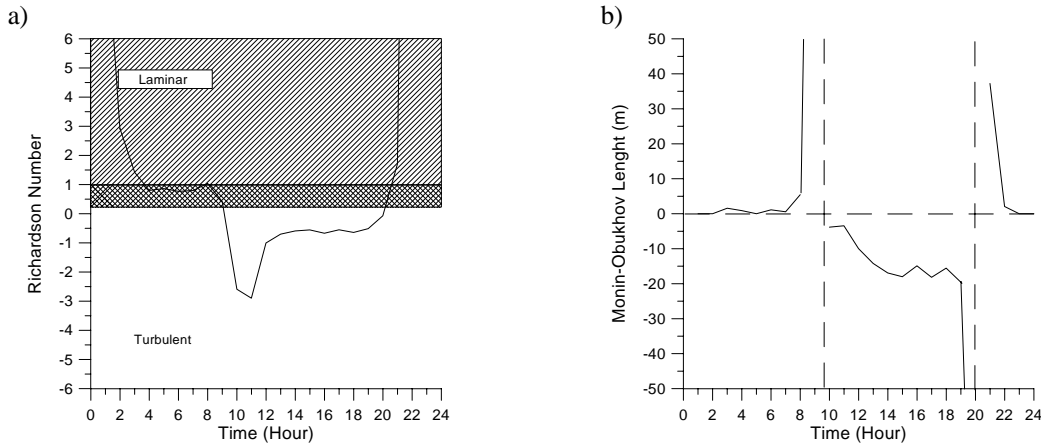 a)
6
5
4
3
2
1
0
-1
-2
-3
-4
-5
-6
Richardson Number
Laminar
Turbulent
0 2 4 6 8 10 12 14 16 18 20 22 24
Time (Hour)
b)
50
40
30
20
10
0
-10
-20
-30
-40
-50
Monin-Obukhov Lenght (m)
0 2 4 6 8 10 12 14 16 18 20 22 24
Time (Hour)